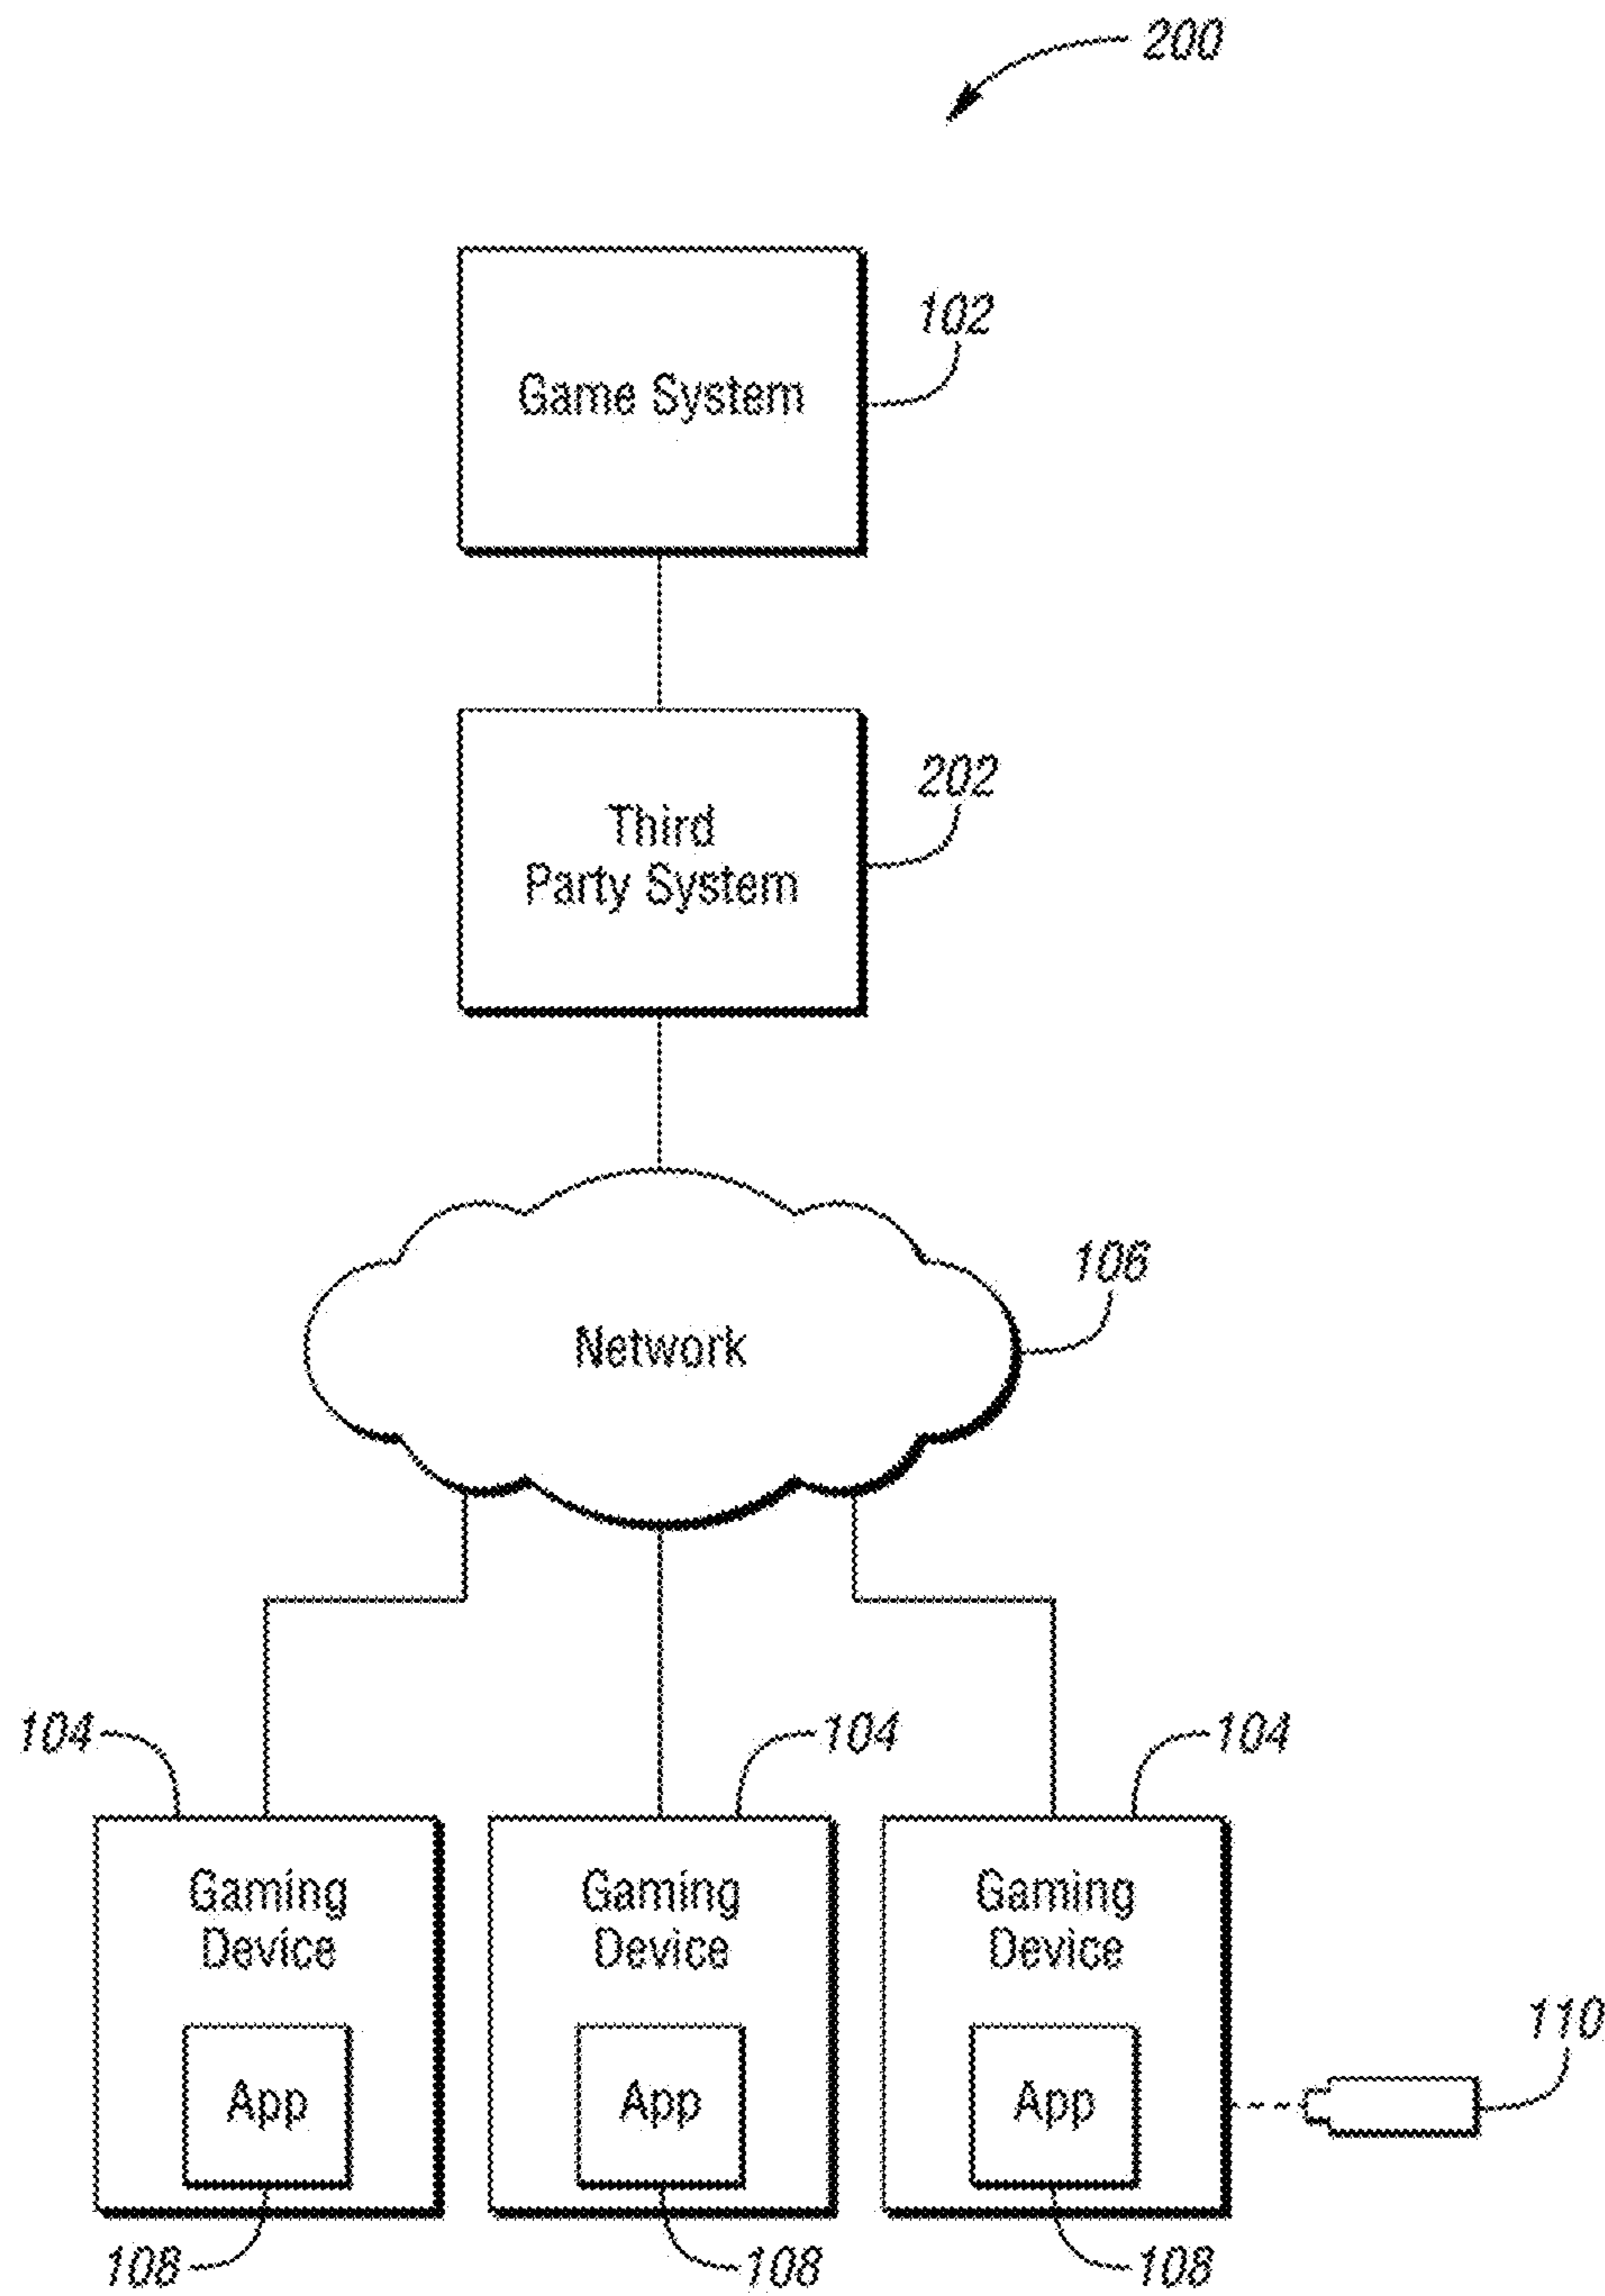 200
Game System
102
Third
Party System
202
Network
106
104
104
104
Gaming
Device
Gaming
Device
Gaming
Device
App
App
App
110
108
108
108